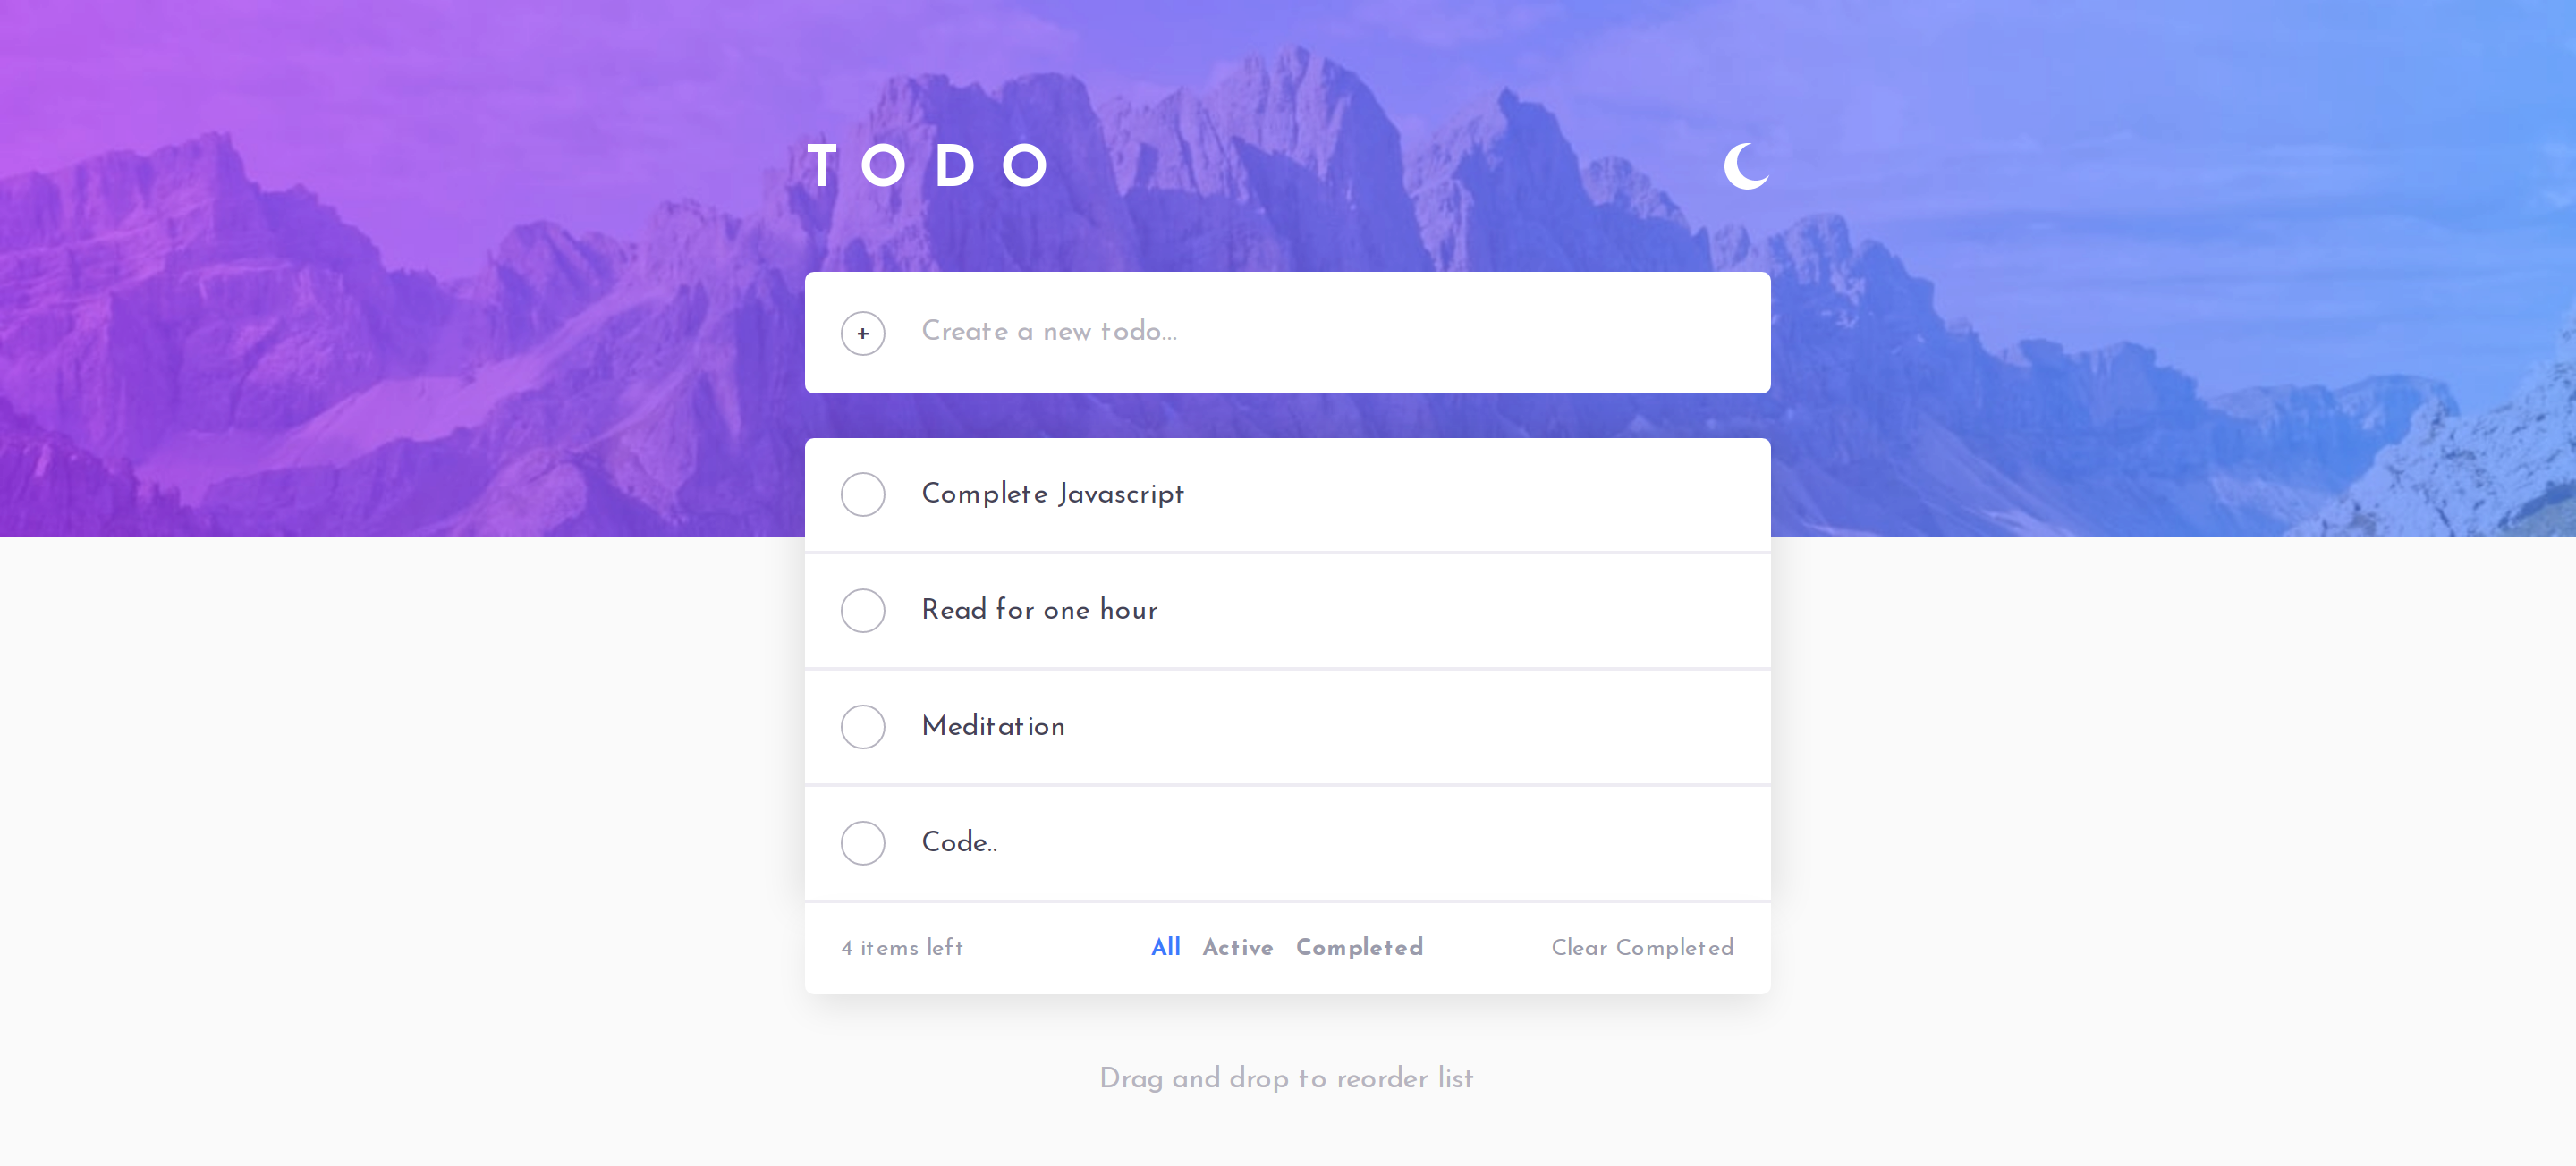 TODO
+ Create a new todo...
Complete Javascript
Read for one hour
Meditation
Code..
4 items left All Active Completed Clear Completed
Drag and drop to reorder list